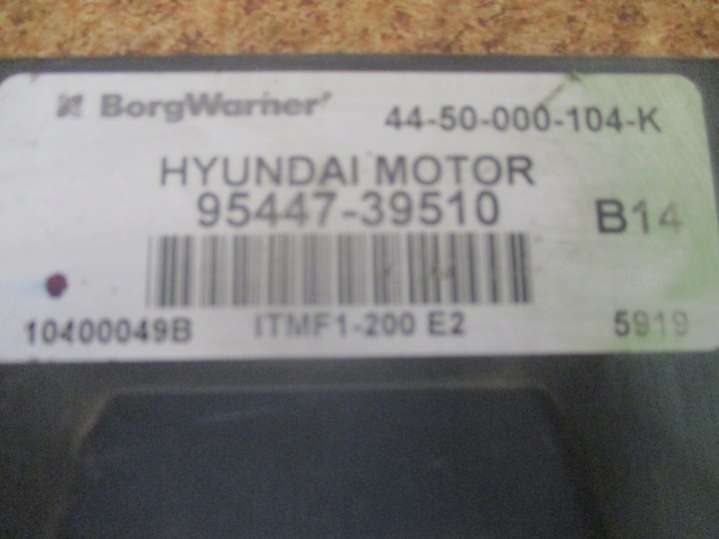 BorgWarner 44-50-000-104-K
HYUNDAI MOTOR
95447-39510 B14
10400049B ITMF1-200 E2 5919